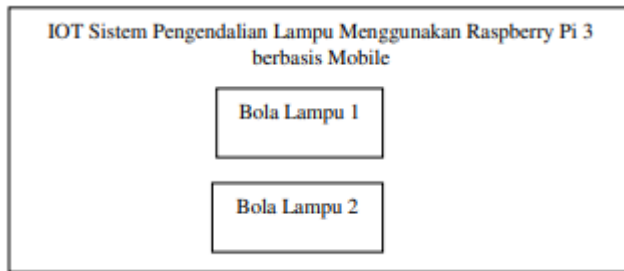 IOT Sistem Pengendalian Lampu Menggunakan Raspberry Pi 3
berbasis Mobile
Bola Lampu 1
Bola Lampu 2